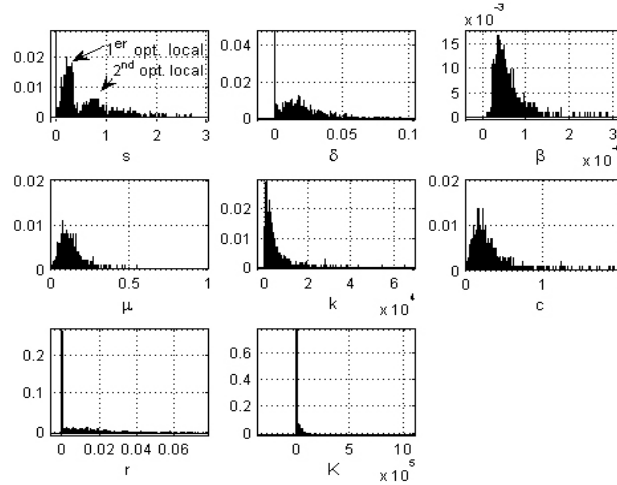 x 10⁻³
0.02
0.01
0
1ᵉʳ opt. local
2ⁿᵈ opt. local
0 1 2 3
s
0.04
0.02
0
0 0.05 0.1
δ
15
10
5
0
0 1 2 3
β
x 10
0.02
0.01
0
0 0.5 1
μ
0.02
0.01
0
0 2 4 6
k
x 10⁴
0.02
0.01
0
0 1
c
0.2
0.1
0
0 0.02 0.04 0.06
r
0.6
0.4
0.2
0.0
0 5 10
K
x 10⁵